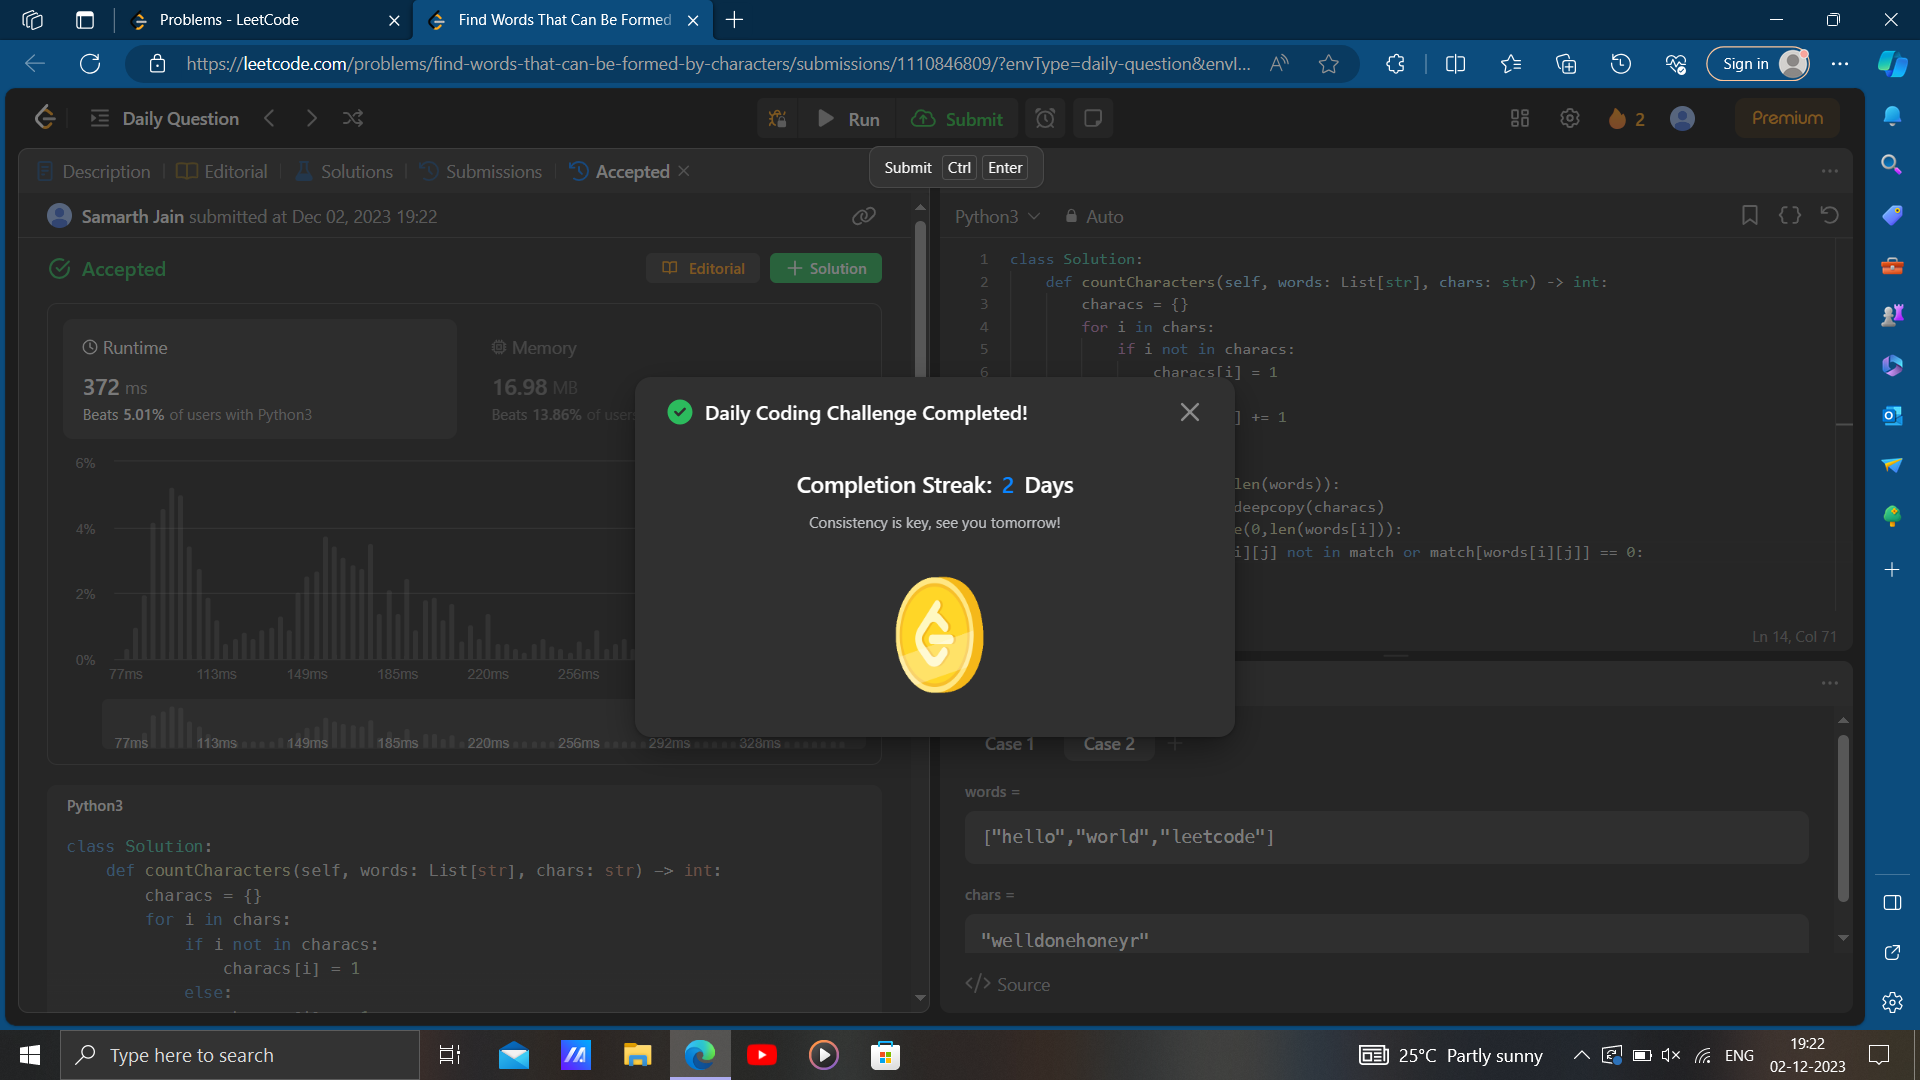 Problems - LeetCode
Find Words That Can Be Formed
https://leetcode.com/problems/find-words-that-can-be-formed-by-characters/submissions/1110846809/?envType=daily-question&envI...
Sign in
Daily Question
Run
Submit
2
Premium
Submit Ctrl Enter
Description
Editorial
Solutions
Submissions
Accepted
Samarth Jain submitted at Dec 02, 2023 19:22
Accepted
Editorial
Solution
Runtime
372 ms
Beats 5.01% of users with Python3
Memory
16.98 MB
Beats 13.86% of users
6%
4%
2%
0%
77ms 113ms 149ms 185ms 220ms 256ms
77ms 113ms 149ms 185ms 220ms 256ms 292ms 328ms
Python3
class Solution:
def countCharacters(self, words: List[str], chars: str) -> int:
characs = {}
for i in chars:
if i not in characs:
characs[i] = 1
else:
Daily Coding Challenge Completed!
Completion Streak: 2 Days
Consistency is key, see you tomorrow!
Python3
Auto
1 class Solution:
2 def countCharacters(self, words: List[str], chars: str) -> int:
3 characs = {}
4 for i in chars:
5 if i not in characs:
6 characs[i] = 1
] += 1
len(words)):
deepcopy(characs)
e(0,len(words[i])):
i][j] not in match or match[words[i][j]] == 0:
Ln 14, Col 71
Case 1
Case 2
words =
["hello","world","leetcode"]
chars =
"welldonehoneyr"
</> Source
Type here to search
25°C Partly sunny
ENG
19:22
02-12-2023